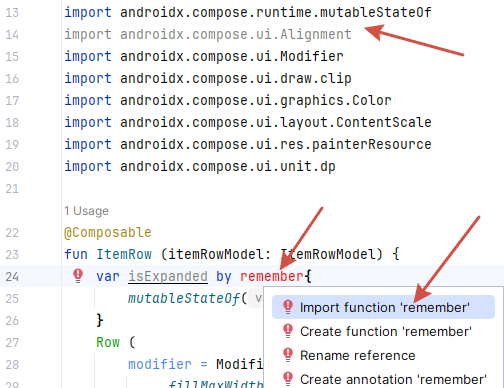 13 import androidx.compose.runtime.mutableStateOf
14 import androidx.compose.ui.Alignment
15 import androidx.compose.ui.Modifier
16 import androidx.compose.ui.draw.clip
17 import androidx.compose.ui.graphics.Color
18 import androidx.compose.ui.layout.ContentScale
19 import androidx.compose.ui.res.painterResource
20 import androidx.compose.ui.unit.dp
21
1 Usage
22 @Composable
23 fun ItemRow (itemRowModel: ItemRowModel) {
24 var isExpanded by remember{
25 mutableStateOf( va
Import function 'remember'
26 }
Create function 'remember'
27 Row (
Rename reference
28 modifier = Modifi
Create annotation 'remember'
29 .fillMaxWidth